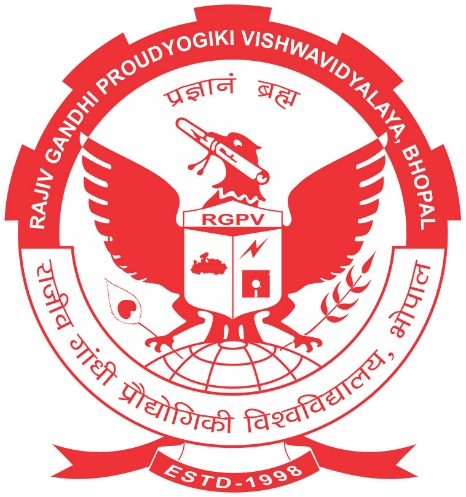 RAJIV GANDHI PROUDYOGIKI VISHWAVIDYALAYA, BHOPAL
प्रज्ञानं ब्रह्म
RGPV
राजीव गांधी प्रौद्योगिकी विश्वविद्यालय, भोपाल
ESTD-1998